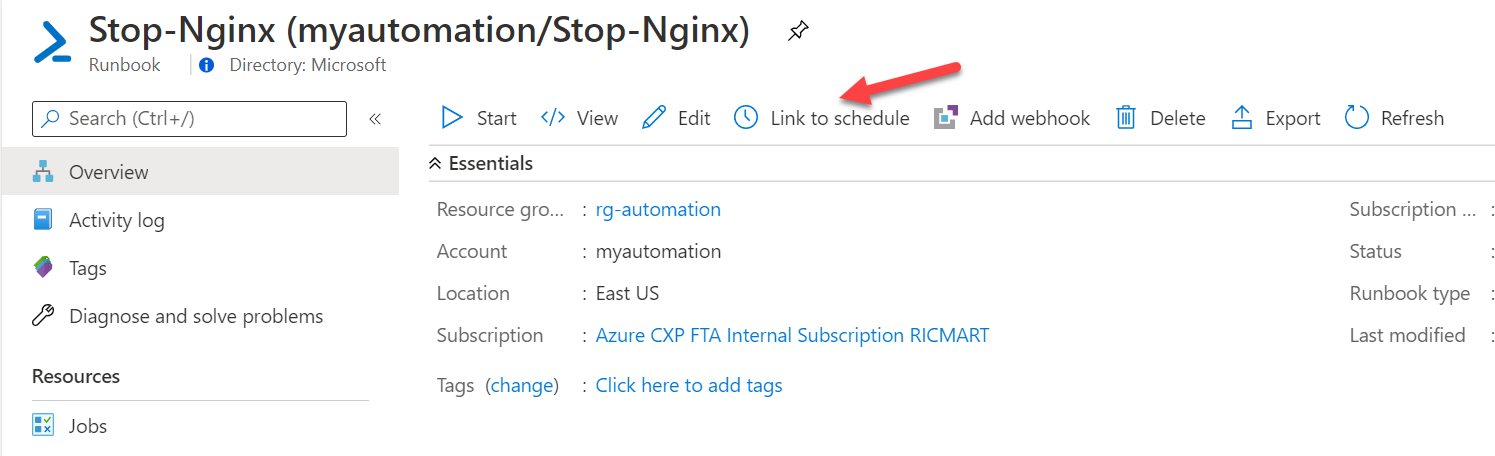 Stop-Nginx (myautomation/Stop-Nginx)
Runbook
Directory: Microsoft
Search (Ctrl+/)
«
Start
View
Edit
Link to schedule
Add webhook
Delete
Export
Refresh
Overview
Activity log
Tags
Diagnose and solve problems
Resources
Jobs
Essentials
Resource gro... : rg-automation
Account : myautomation
Location : East US
Subscription : Azure CXP FTA Internal Subscription RICMART
Tags (change) : Click here to add tags
Subscription ... :
Status :
Runbook type :
Last modified :